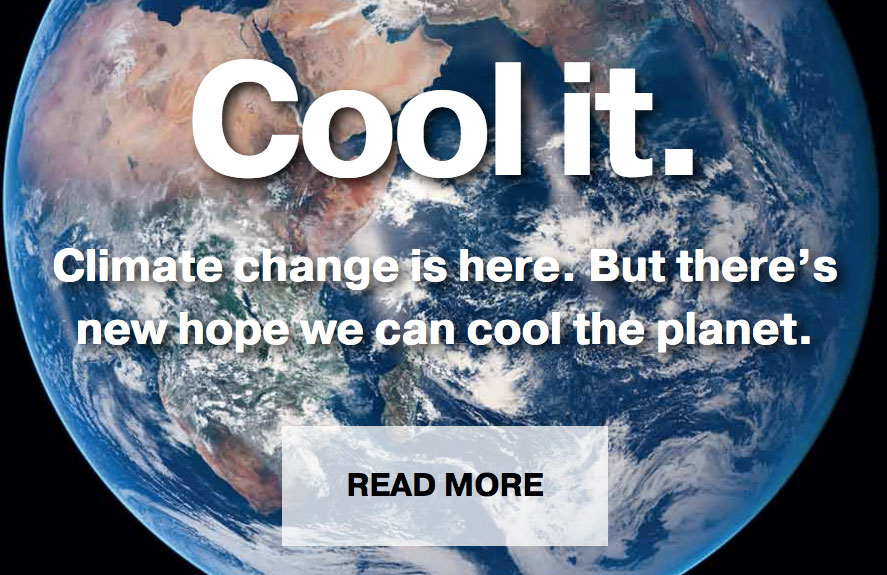 Cool it.
Climate change is here. But there’s
new hope we can cool the planet.
READ MORE